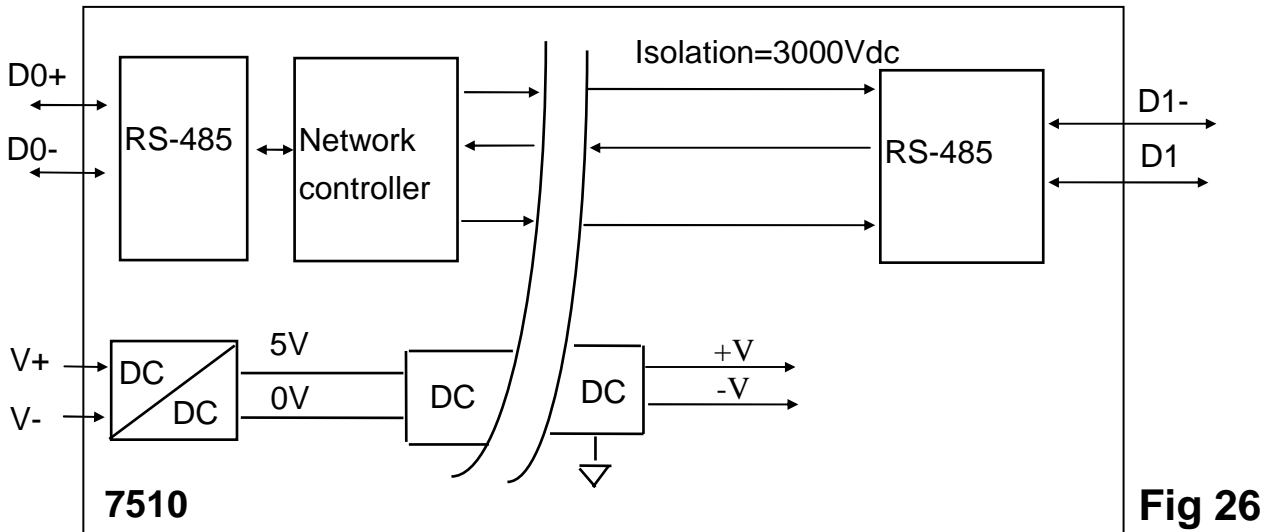 Isolation=3000Vdc
D0+
D0-
RS-485
Network
controller
RS-485
D1-
D1
V+
V-
DC
DC
5V
0V
DC
DC
+V
-V
7510
Fig 26